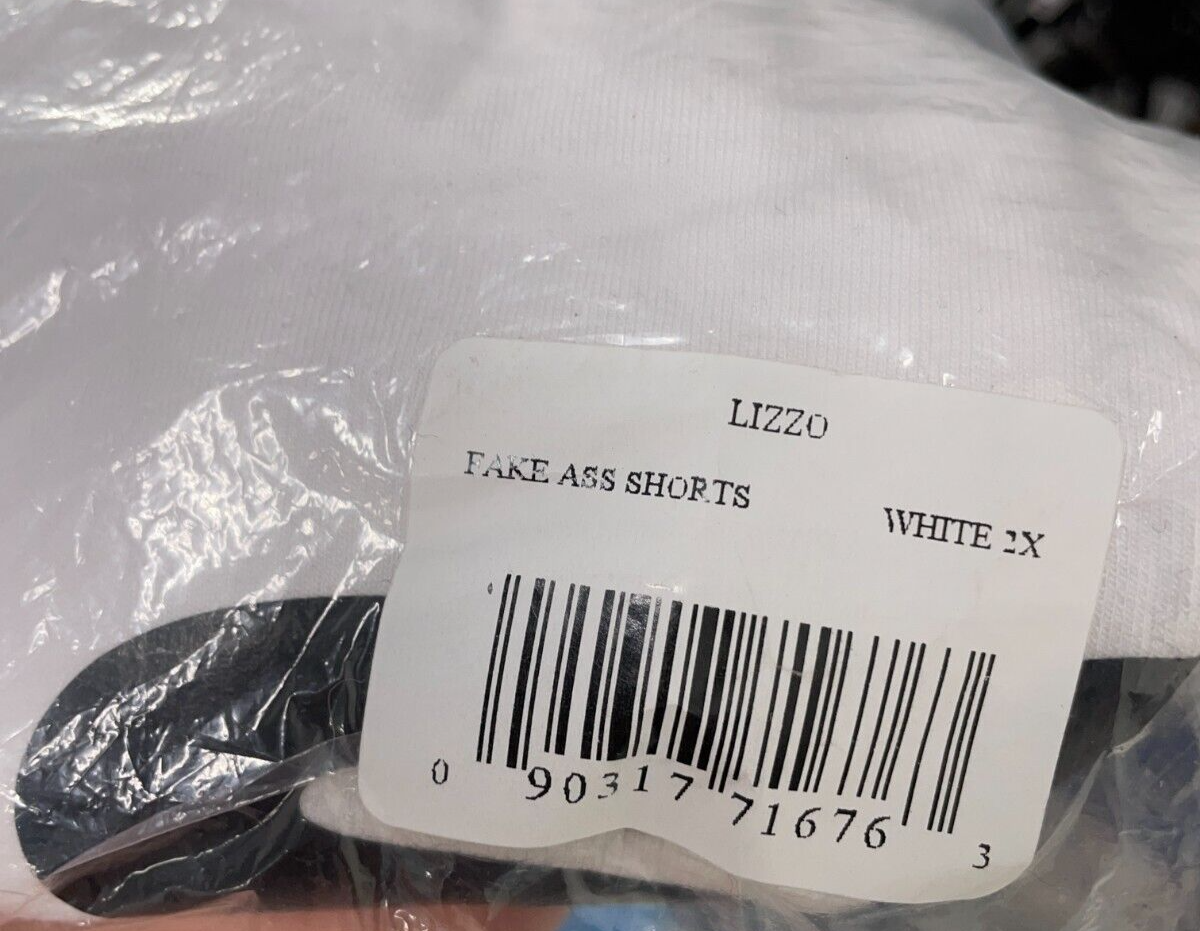 LIZZO
FAKE ASS SHORTS
WHITE 2X
0 90317 71676 3